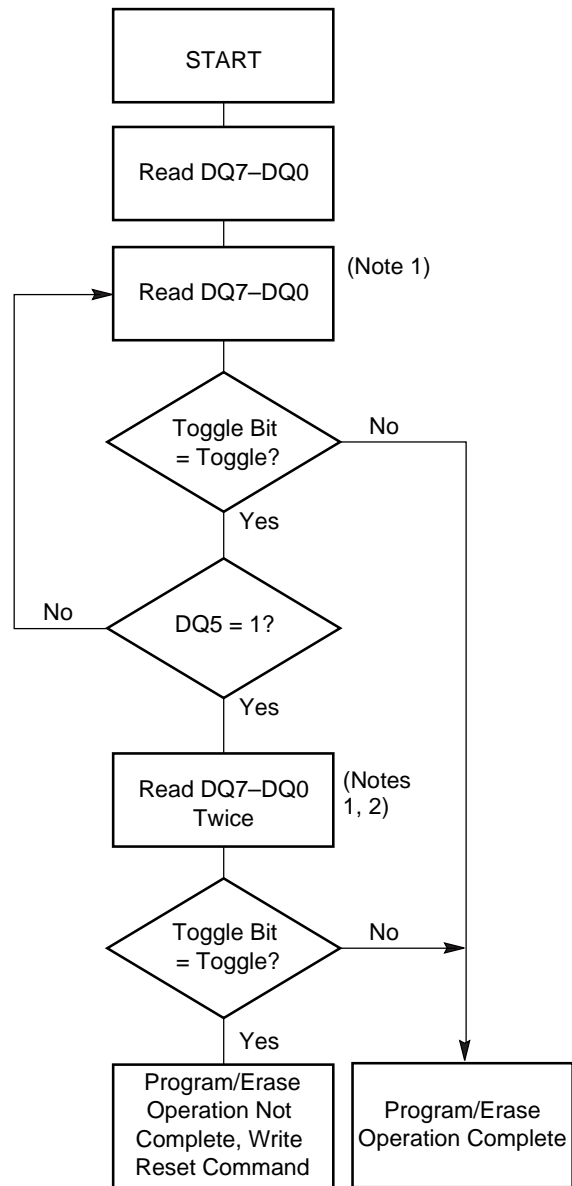 START
Read DQ7–DQ0
Read DQ7–DQ0
(Note 1)
Toggle Bit
= Toggle?
No
Yes
No
DQ5 = 1?
Yes
Read DQ7–DQ0
Twice
(Notes
1, 2)
Toggle Bit
= Toggle?
No
Yes
Program/Erase
Operation Not
Complete, Write
Reset Command
Program/Erase
Operation Complete